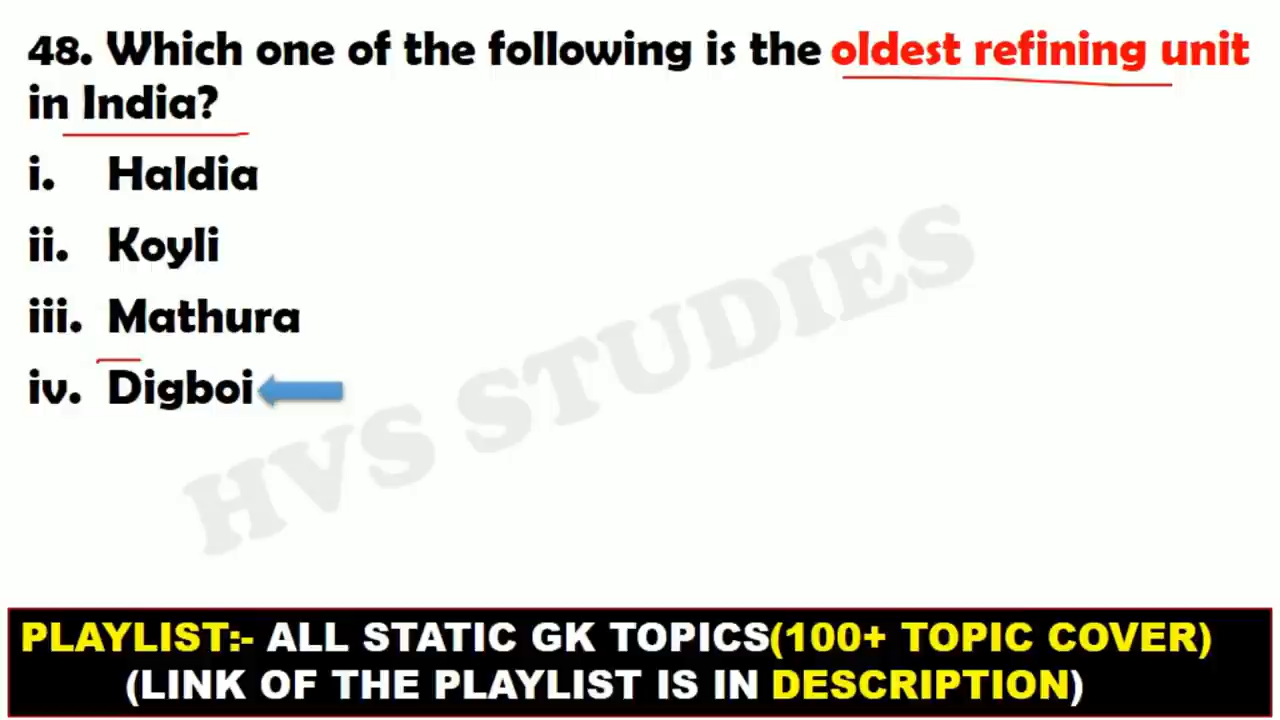 48. Which one of the following is the oldest refining unit
in India?
i. Haldia
ii. Koyli
iii. Mathura
iv. Digboi
HVS STUDIES
PLAYLIST:- ALL STATIC GK TOPICS(100+ TOPIC COVER)
(LINK OF THE PLAYLIST IS IN DESCRIPTION)